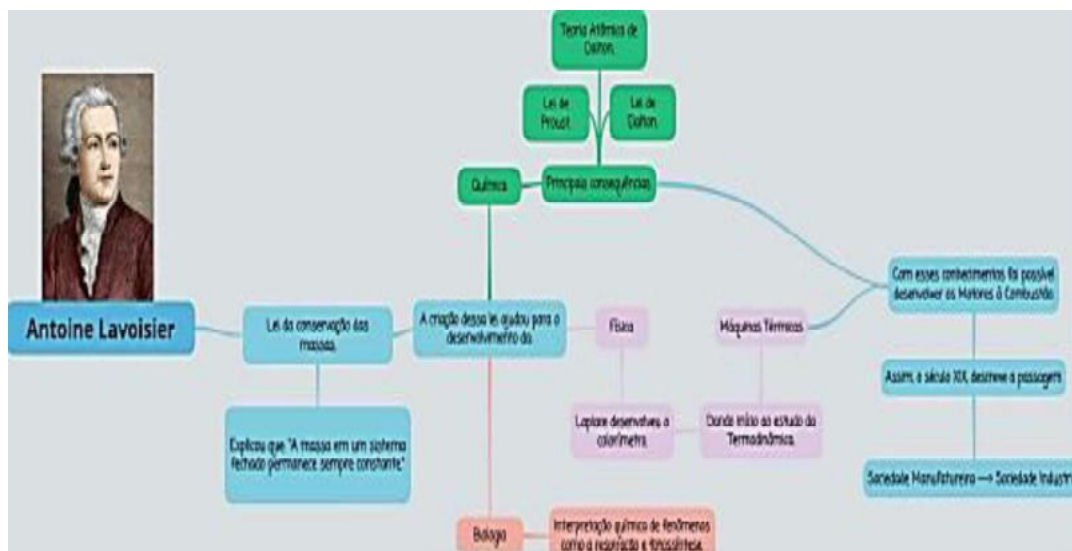 Teoria Atômica de
Dalton.
Lei de
Proust.
Lei de
Dalton.
Química
Principais consequências
Com esses conhecimentos foi possível
desenvolver os Motores à Combustão.
Antoine Lavoisier
Lei da conservação das
massas.
A criação dessa lei ajudou para o
desenvolvimento da:
Física
Máquinas Térmicas
Assim, o século XIX, descreve a passagem
Explicou que "A massa em um sistema
fechado permanece sempre constante."
Laplace desenvolveu o
calorímetro.
Dando início ao estudo da
Termodinâmica.
Sociedade Manufatureira —> Sociedade Industri
Biologia
Interpretação química de fenômenos
como a respiração e fotossíntese.